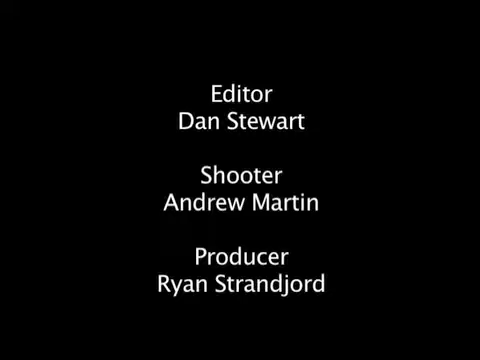 Editor
Dan Stewart
Shooter
Andrew Martin
Producer
Ryan Strandjord